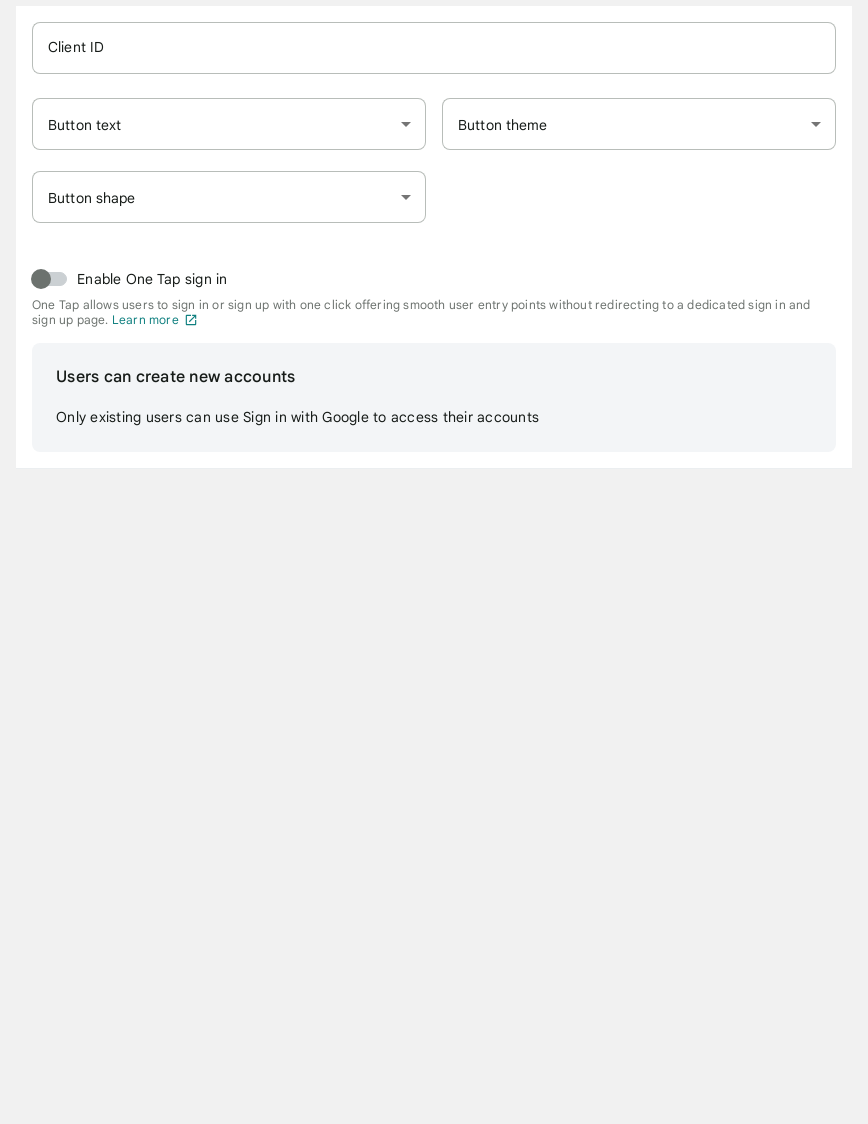 Client ID
Button text
Button theme
Button shape
Enable One Tap sign in
One Tap allows users to sign in or sign up with one click offering smooth user entry points without redirecting to a dedicated sign in and
sign up page. Learn more
Users can create new accounts
Only existing users can use Sign in with Google to access their accounts